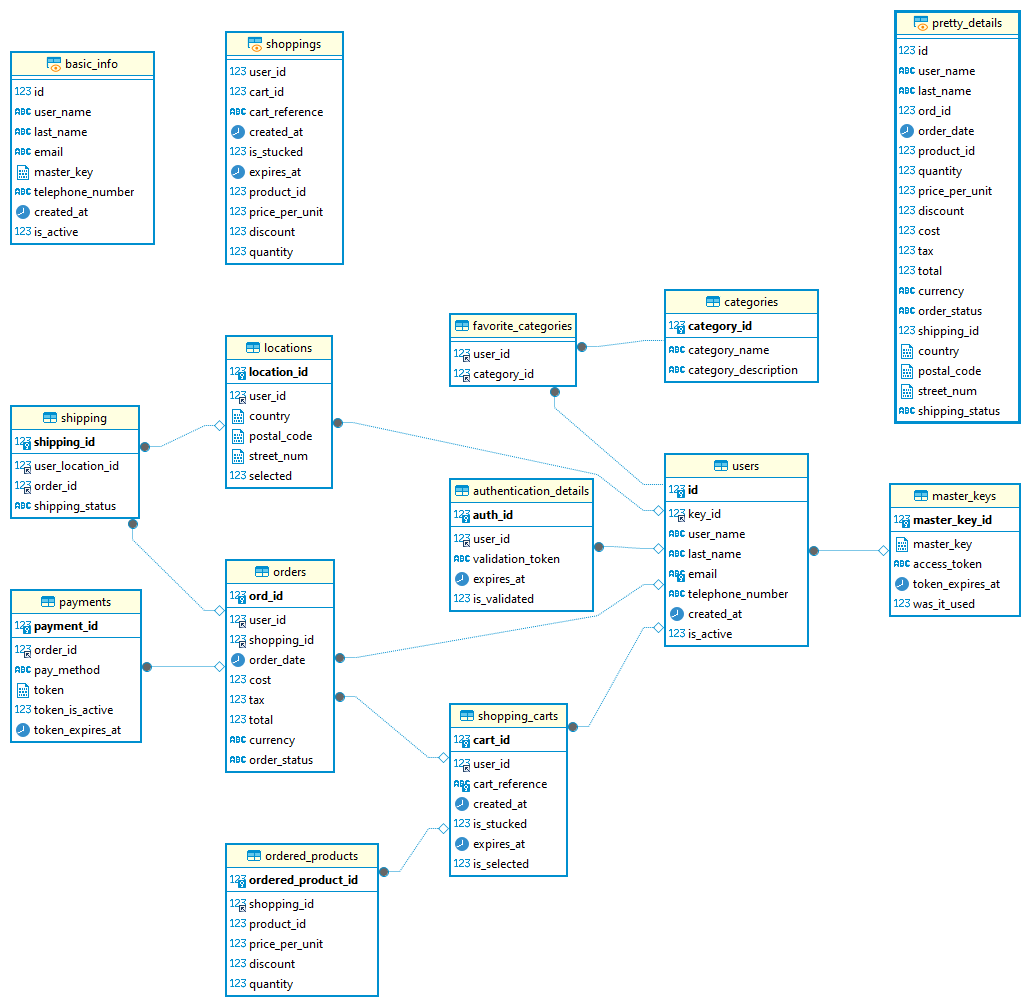 basic_info
123 id
ABC user_name
ABC last_name
ABC email
master_key
ABC telephone_number
created_at
123 is_active
shoppings
123 user_id
123 cart_id
ABC cart_reference
created_at
123 is_stucked
expires_at
123 product_id
123 price_per_unit
123 discount
123 quantity
pretty_details
123 id
ABC user_name
ABC last_name
123 ord_id
order_date
123 product_id
123 quantity
123 price_per_unit
123 discount
123 cost
123 tax
123 total
ABC currency
ABC order_status
123 shipping_id
country
postal_code
street_num
ABC shipping_status
favorite_categories
123 user_id
123 category_id
categories
123 category_id
ABC category_name
ABC category_description
locations
123 location_id
123 user_id
country
postal_code
street_num
123 selected
shipping
123 shipping_id
123 user_location_id
123 order_id
ABC shipping_status
authentication_details
123 auth_id
123 user_id
ABC validation_token
expires_at
123 is_validated
users
123 id
123 key_id
ABC user_name
ABC last_name
ABC email
ABC telephone_number
created_at
123 is_active
master_keys
123 master_key_id
master_key
ABC access_token
token_expires_at
123 was_it_used
payments
123 payment_id
123 order_id
ABC pay_method
token
123 token_is_active
token_expires_at
orders
123 ord_id
123 user_id
123 shopping_id
order_date
123 cost
123 tax
123 total
ABC currency
ABC order_status
shopping_carts
123 cart_id
123 user_id
ABC cart_reference
created_at
123 is_stucked
expires_at
123 is_selected
ordered_products
123 ordered_product_id
123 shopping_id
123 product_id
123 price_per_unit
123 discount
123 quantity